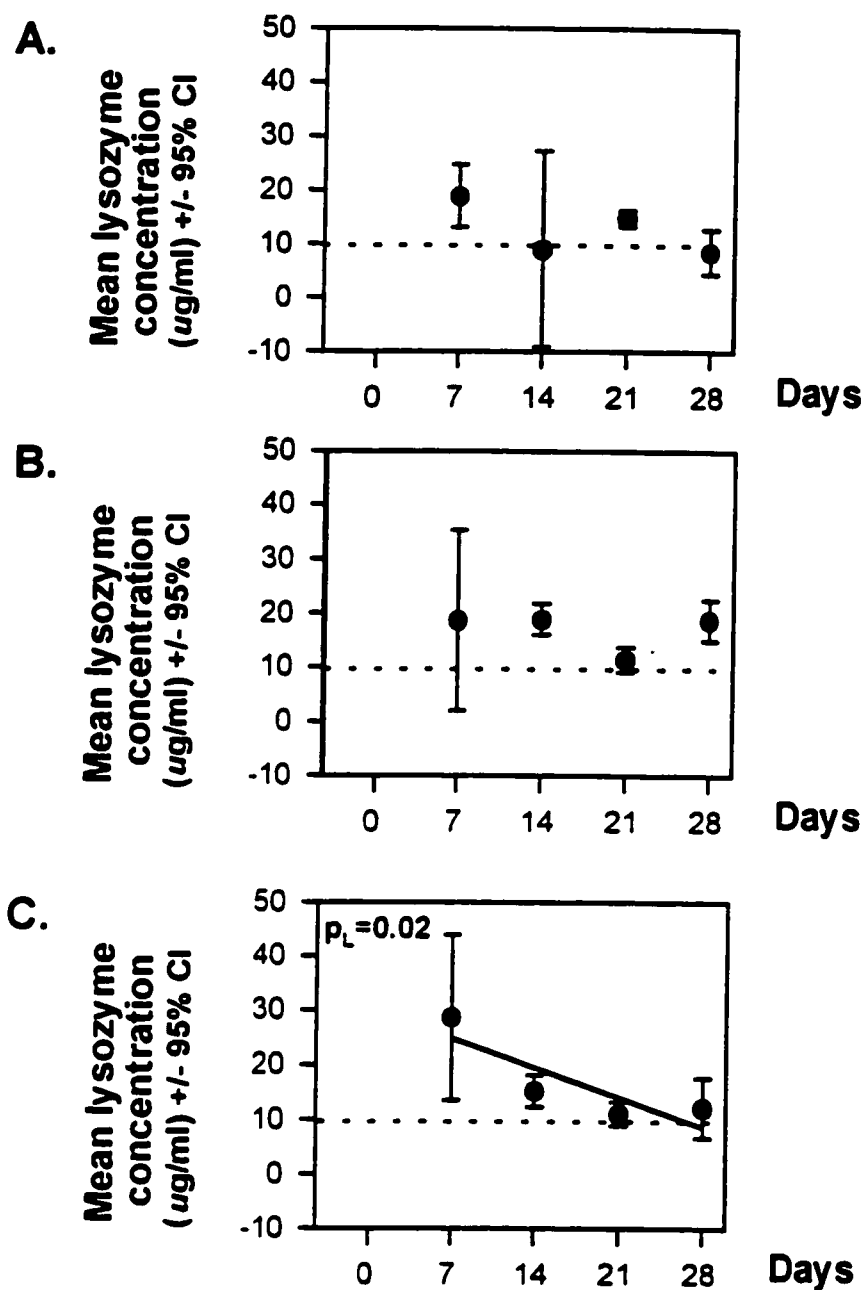 A.
Mean lysozyme
concentration
(ug/ml) +/- 95% CI
50
40
30
20
10
0
-10
0 7 14 21 28 Days
B.
Mean lysozyme
concentration
(ug/ml) +/- 95% CI
50
40
30
20
10
0
-10
0 7 14 21 28 Days
C.
Mean lysozyme
concentration
(ug/ml) +/- 95% CI
50
40
30
20
10
0
-10
pL=0.02
0 7 14 21 28 Days